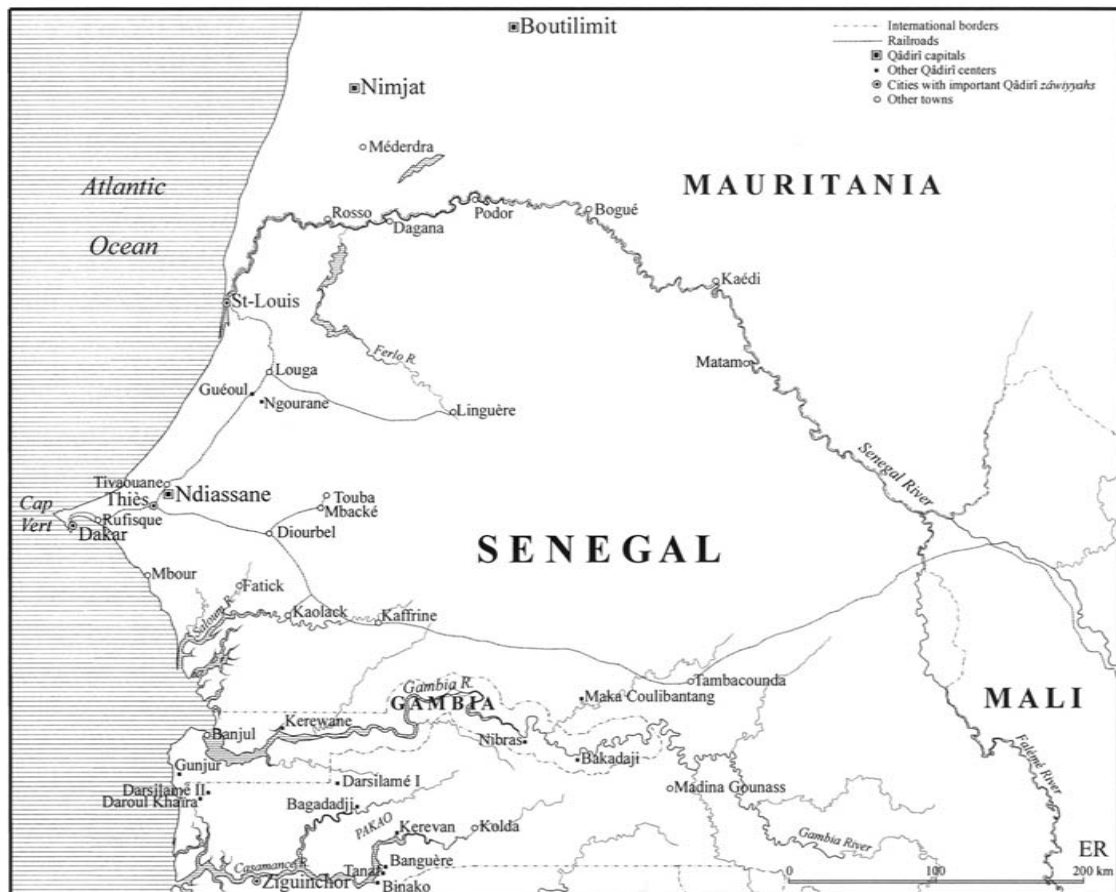 Boutilimit
International borders
Railroads
Qâdirî capitals
Other Qâdirî centers
Cities with important Qâdirî zâwiyyahs
Other towns
Nimjat
Méderdra
Atlantic
Ocean
MAURITANIA
Rosso
Dagana
Podor
Bogué
Kaédi
St-Louis
Ferlo R.
Matam
Louga
Guéoul
Ngourane
Linguère
Senegal River
Tivaouane
Ndiassane
Thiès
Touba
Mbacké
Cap
Vert
Rufisque
Dakar
Diourbel
SENEGAL
Mbour
Fatick
Saloum R.
Kaolack
Kaffrine
Tambacounda
Gambia R.
GAMBIA
Maka Coulibantang
MALI
Kerewane
Banjul
Nibras
Bakadaji
Falémé River
Gunjur
Darsilamé I
Madina Gounass
Darsilamé II
Daroul Khaïra
Bagadadji
PAKAO
Kerevan
Kolda
Gambia River
ER
Casamance R.
Banguère
Tanaf
Ziguinchor
Binako
0
100
200 km